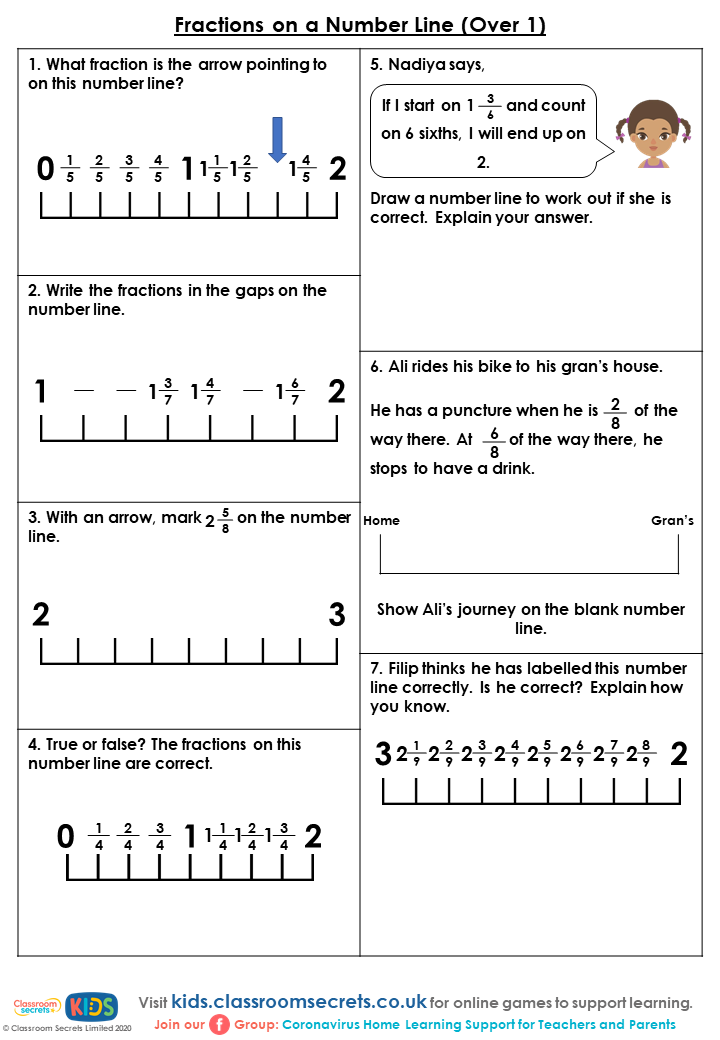 Fractions on a Number Line (Over 1)
1. What fraction is the arrow pointing to
on this number line?
0 1/5 2/5 3/5 4/5 1 1 1/5 1 2/5 1 4/5 2
2. Write the fractions in the gaps on the
number line.
1 — — 1 3/7 1 4/7 — 1 6/7 2
3. With an arrow, mark 2 5/8 on the number
line.
2 3
4. True or false? The fractions on this
number line are correct.
0 1/4 2/4 3/4 1 1 1/4 1 2/4 1 3/4 2
5. Nadiya says,
If I start on 1 3/6 and count
on 6 sixths, I will end up on
2.
Draw a number line to work out if she is
correct. Explain your answer.
6. Ali rides his bike to his gran's house.
He has a puncture when he is 2/8 of the
way there. At 6/8 of the way there, he
stops to have a drink.
Home Gran's
Show Ali's journey on the blank number
line.
7. Filip thinks he has labelled this number
line correctly. Is he correct? Explain how
you know.
3 2 1/9 2 2/9 2 3/9 2 4/9 2 5/9 2 6/9 2 7/9 2 8/9 2
Classroom
Secrets
KIDS
© Classroom Secrets Limited 2020
Visit kids.classroomsecrets.co.uk for online games to support learning.
Join our f Group: Coronavirus Home Learning Support for Teachers and Parents